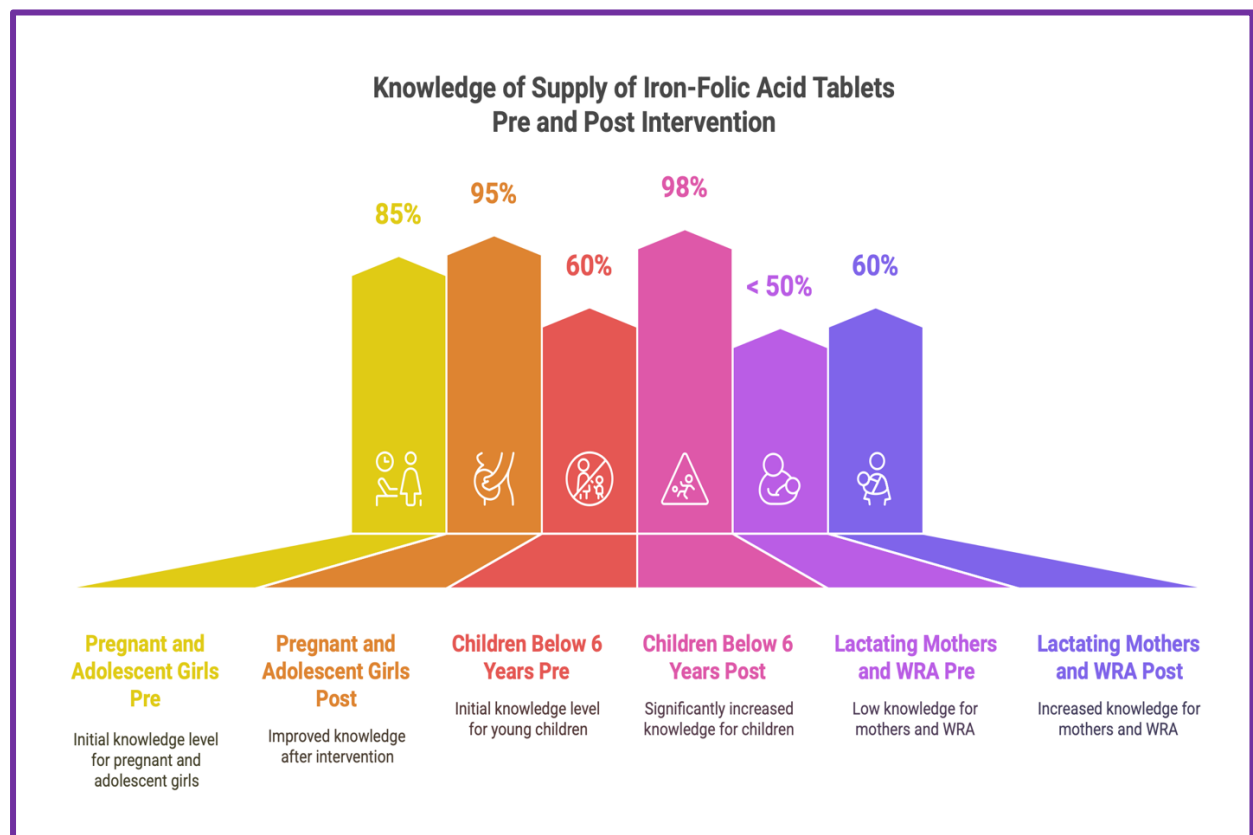 Knowledge of Supply of Iron-Folic Acid Tablets
Pre and Post Intervention
85%
95%
60%
98%
< 50%
60%
Pregnant and
Adolescent Girls
Pre
Initial knowledge level
for pregnant and
adolescent girls
Pregnant and
Adolescent Girls
Post
Improved knowledge
after intervention
Children Below 6
Years Pre
Initial knowledge level
for young children
Children Below 6
Years Post
Significantly increased
knowledge for children
Lactating Mothers
and WRA Pre
Low knowledge for
mothers and WRA
Lactating Mothers
and WRA Post
Increased knowledge for
mothers and WRA